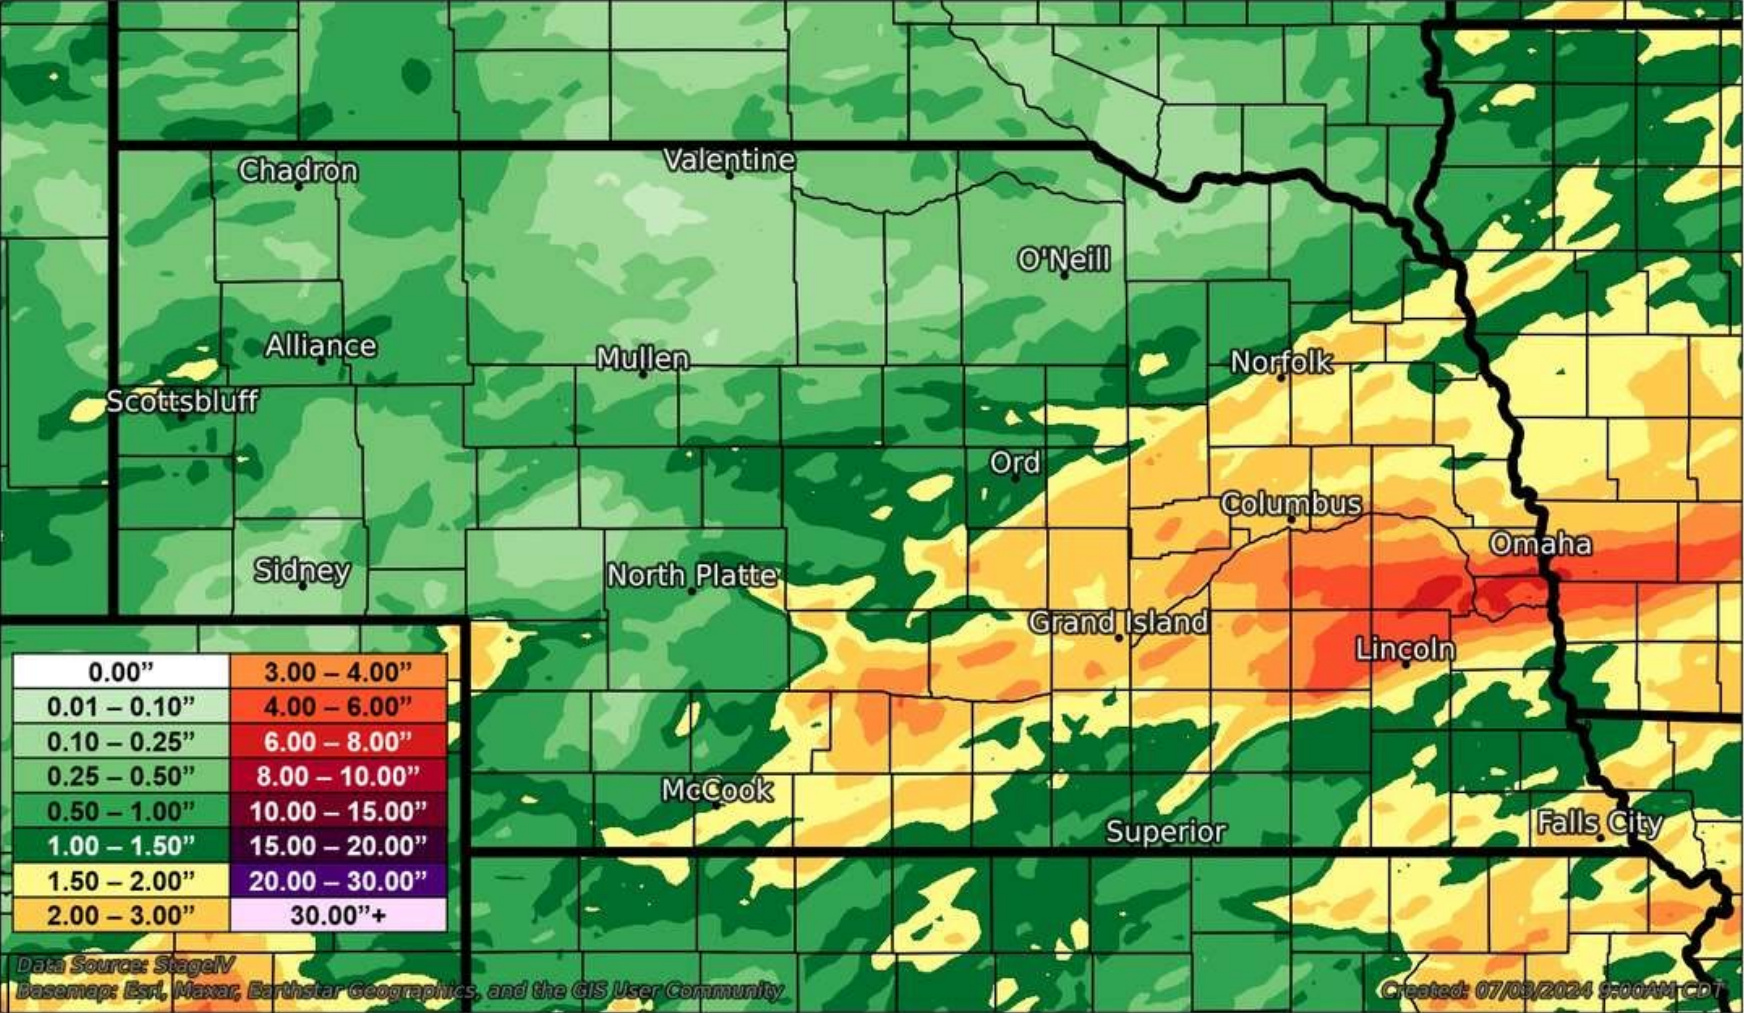 Chadron
Valentine
O'Neill
Alliance
Mullen
Norfolk
Scottsbluff
Ord
Columbus
Omaha
Sidney
North Platte
Grand Island
Lincoln
McCook
Superior
Falls City
0.00” 3.00 – 4.00”
0.01 – 0.10” 4.00 – 6.00”
0.10 – 0.25” 6.00 – 8.00”
0.25 – 0.50” 8.00 – 10.00”
0.50 – 1.00” 10.00 – 15.00”
1.00 – 1.50” 15.00 – 20.00”
1.50 – 2.00” 20.00 – 30.00”
2.00 – 3.00” 30.00”+
Data Source: StageIV
Basemap: Esri, Maxar, Earthstar Geographics, and the GIS User Community
Created: 07/03/2024 9:00AM CDT